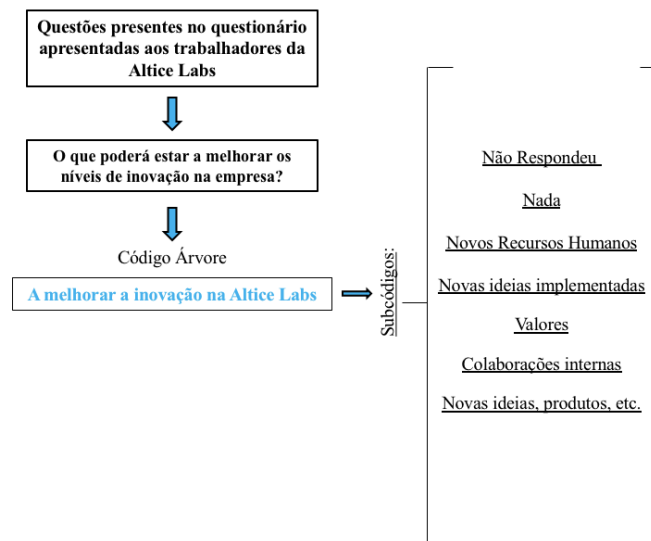 Questões presentes no questionário
apresentadas aos trabalhadores da
Altice Labs
O que poderá estar a melhorar os
níveis de inovação na empresa?
Código Árvore
A melhorar a inovação na Altice Labs
Subcódigos:
Não Respondeu
Nada
Novos Recursos Humanos
Novas ideias implementadas
Valores
Colaborações internas
Novas ideias, produtos, etc.